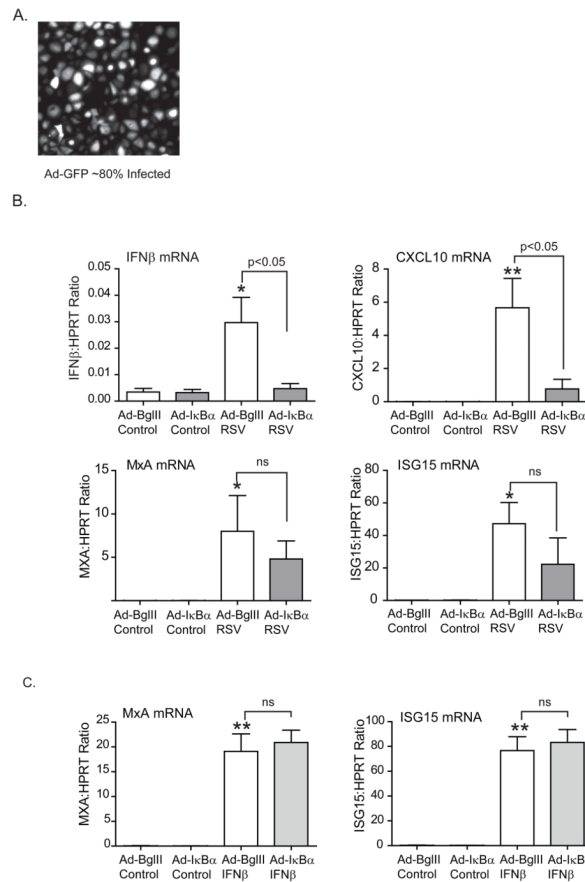 A.
Ad-GFP ~80% Infected
B.
IFNβ mRNA
p<0.05
*
IFNβ:HPRT Ratio
0.05
0.04
0.03
0.02
0.01
0.00
Ad-BglII Control
Ad-IκBα Control
Ad-BglII RSV
Ad-IκBα RSV
CXCL10 mRNA
p<0.05
**
CXCL10:HPRT Ratio
8
6
4
2
0
Ad-BglII Control
Ad-IκBα Control
Ad-BglII RSV
Ad-IκBα RSV
MxA mRNA
ns
*
MXA:HPRT Ratio
15
10
5
Ad-BglII Control
Ad-IκBα Control
Ad-BglII RSV
Ad-IκBα RSV
ISG15 mRNA
ns
*
ISG15:HPRT Ratio
80
60
40
20
0
Ad-BglII Control
Ad-IκBα Control
Ad-BglII RSV
Ad-IκBα RSV
C.
MxA mRNA
ns
**
MXA:HPRT Ratio
25
20
15
10
5
0
Ad-BglII Control
Ad-IκBα Control
Ad-BglII IFNβ
Ad-IκBα IFNβ
ISG15 mRNA
ns
**
ISG15:HPRT Ratio
100
80
60
40
20
0
Ad-BglII Control
Ad-IκBα Control
Ad-BglII IFNβ
Ad-IκB IFNβ